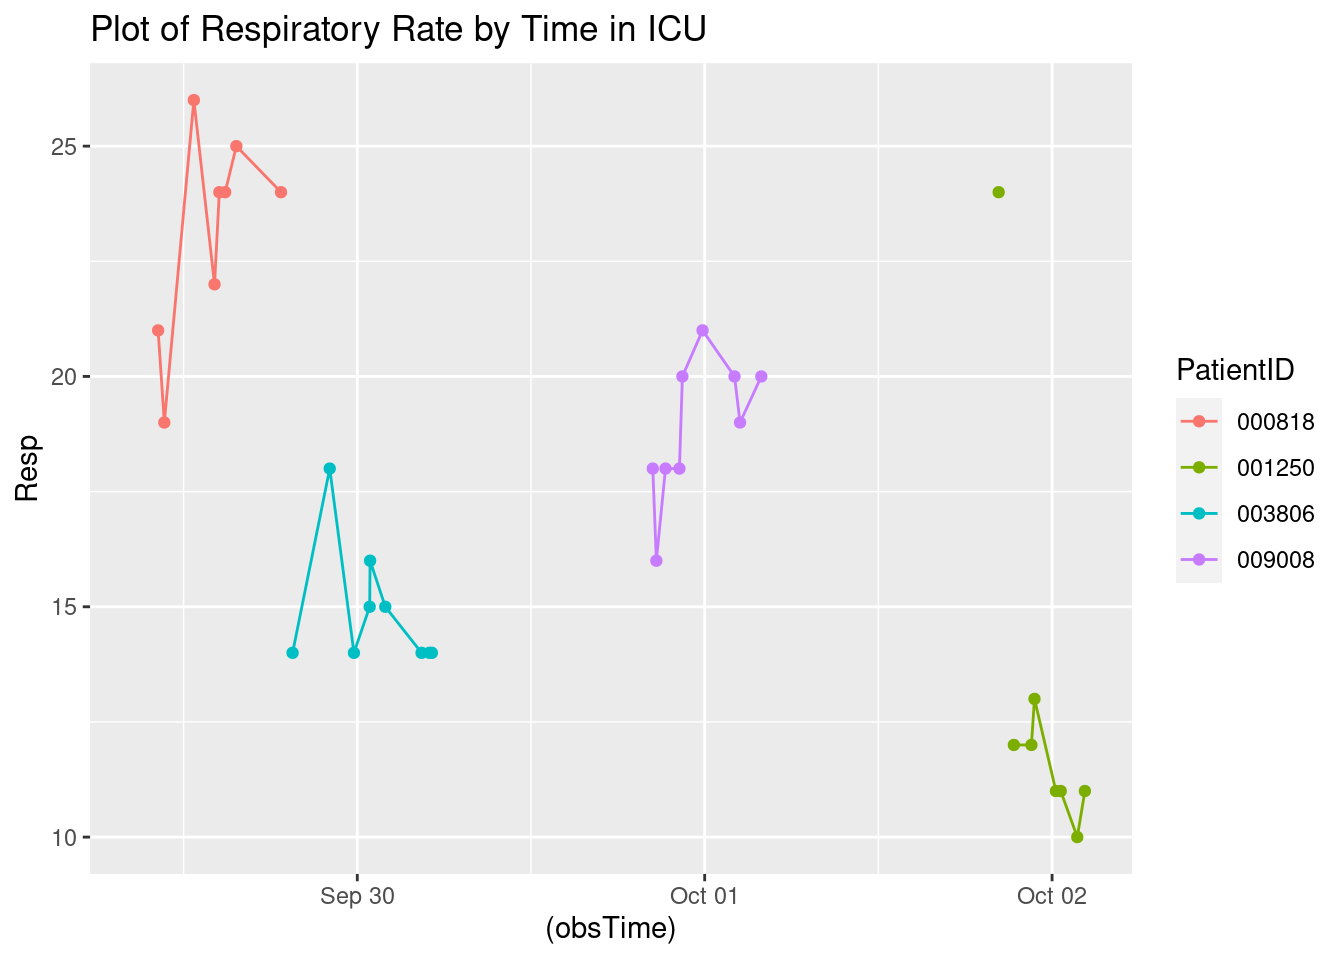 Plot of Respiratory Rate by Time in ICU
25
20
15
10
Resp
Sep 30
Oct 01
Oct 02
(obsTime)
PatientID
000818
001250
003806
009008